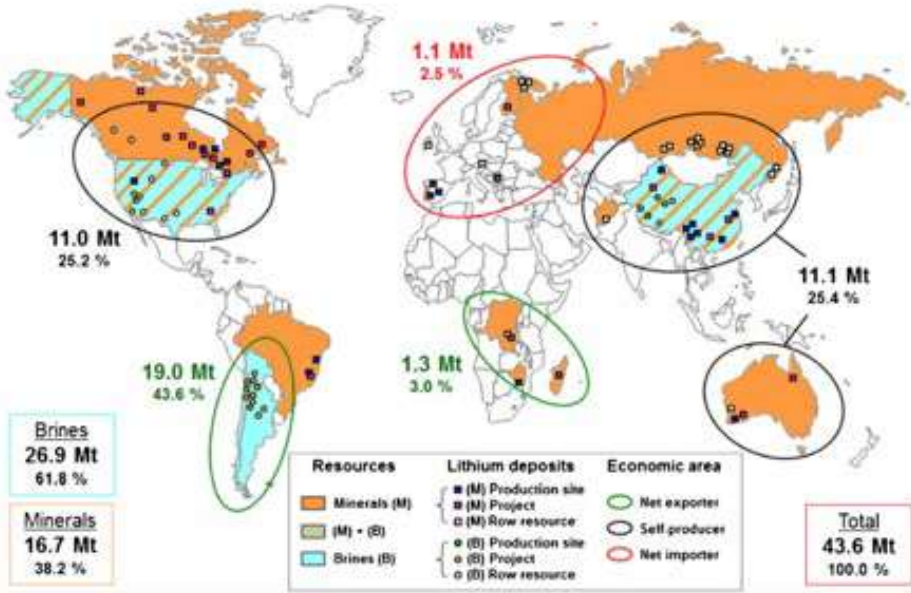 1.1 Mt
2.5 %
11.0 Mt
25.2 %
11.1 Mt
25.4 %
19.0 Mt
43.6 %
1.3 Mt
3.0 %
Brines
26.9 Mt
61.8 %
Minerals
16.7 Mt
38.2 %
Resources
Minerals (M)
(M) + (B)
Brines (B)
Lithium deposits
(M) Production site
(M) Project
(M) Row resource
(B) Production site
(B) Project
(B) Row resource
Economic area
Net exporter
Self-producer
Net importer
Total
43.6 Mt
100.0 %